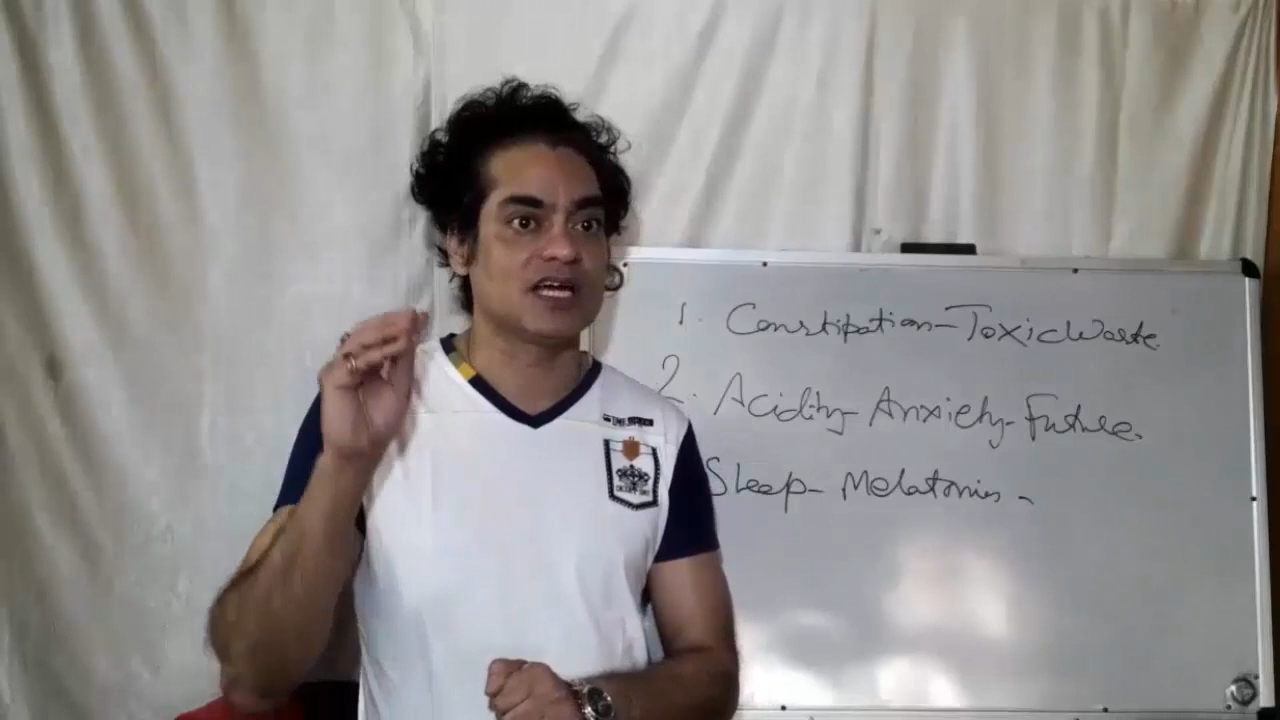 1. Constipation-Toxic Waste.
2. Acidity-Anxiety-Future.
Sleep- Melatonin -